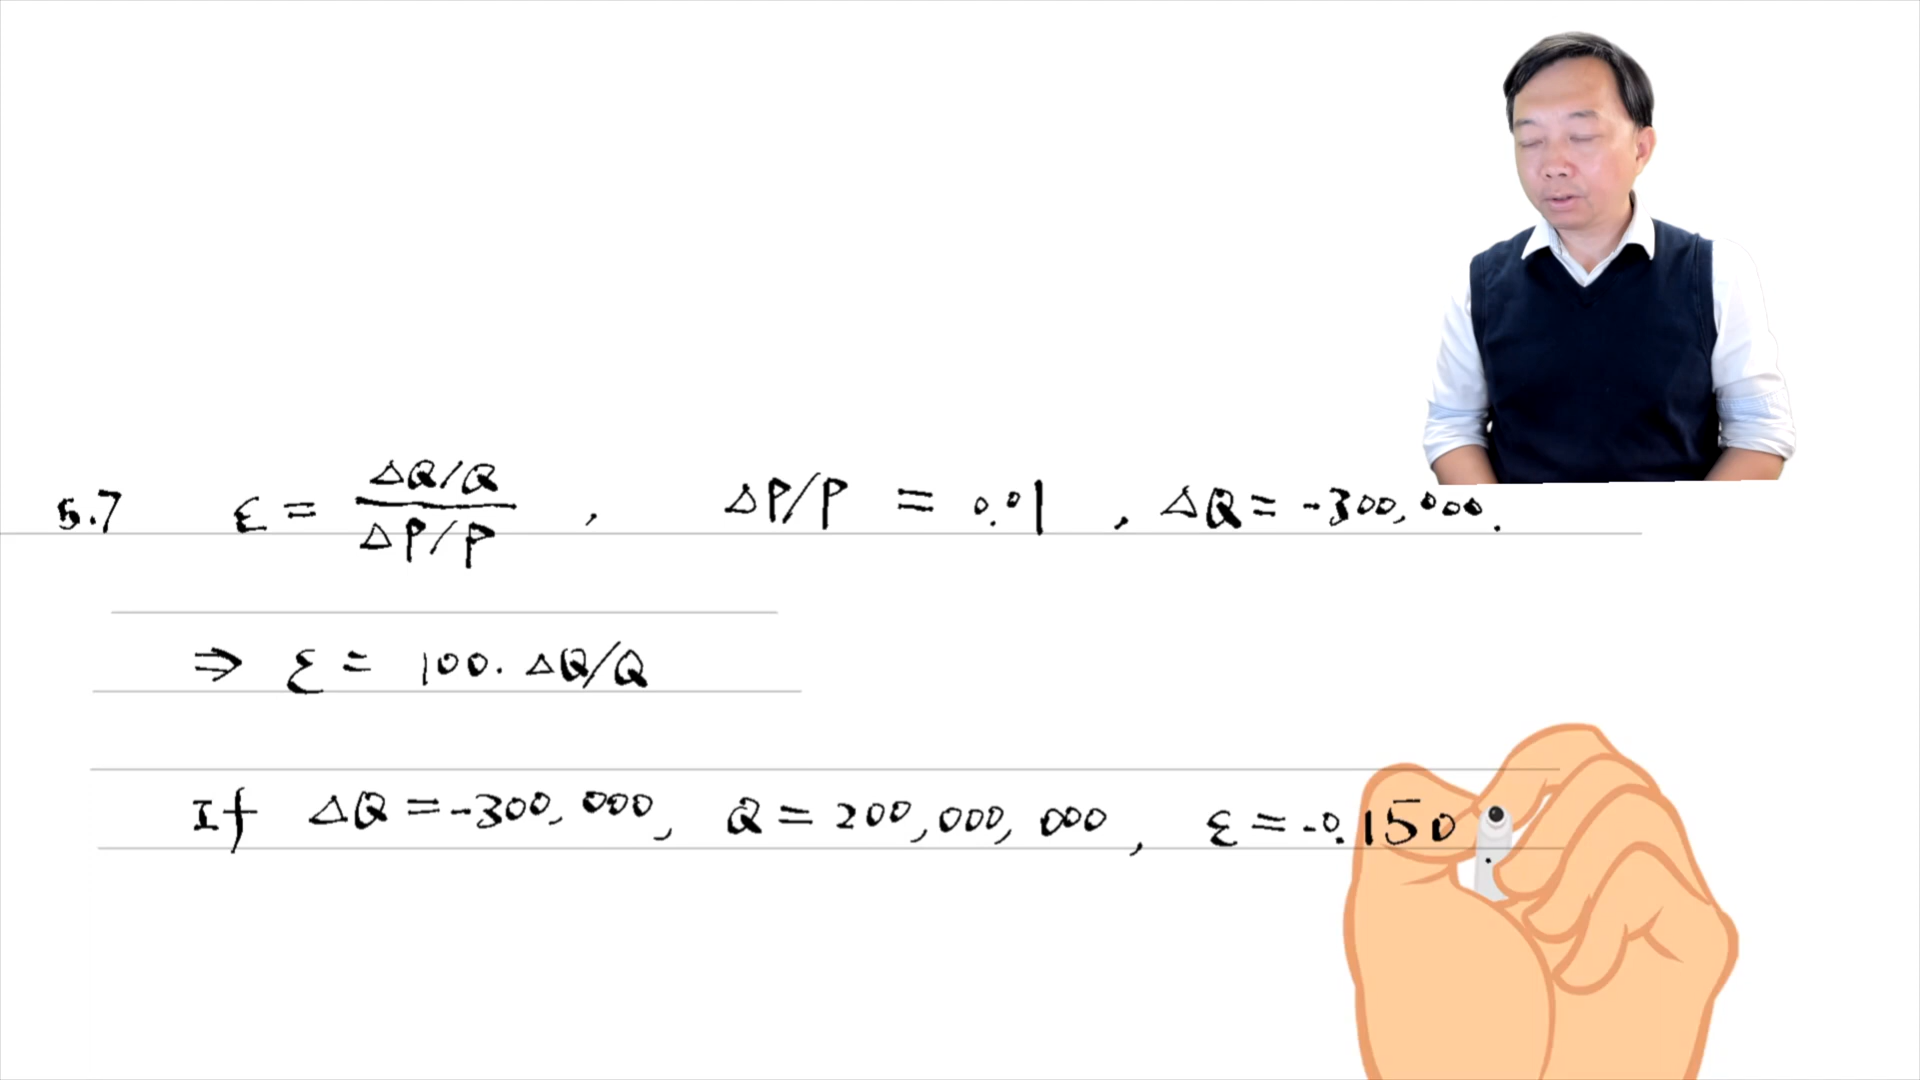 5.7 ε = ΔQ/Q / ΔP/P , ΔP/P = 0.01 , ΔQ = -300,000.
⇒ ε = 100. ΔQ/Q
If ΔQ = -300,000, Q = 200,000,000, ε = -0.150